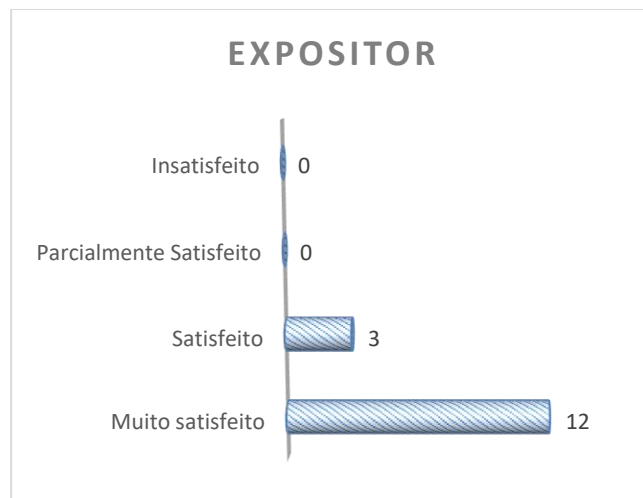 EXPOSITOR
Insatisfeito 0
Parcialmente Satisfeito 0
Satisfeito 3
Muito satisfeito 12